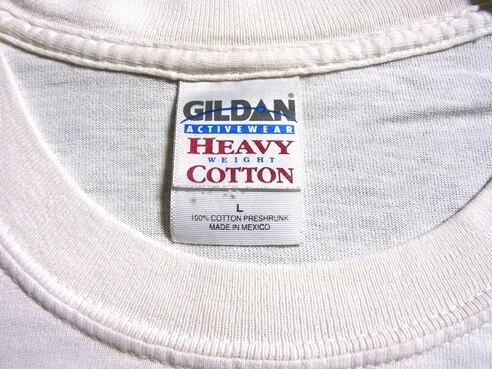 GILDAN®
ACTIVEWEAR
HEAVY
WEIGHT
COTTON
L
100% COTTON PRESHRUNK
MADE IN MEXICO